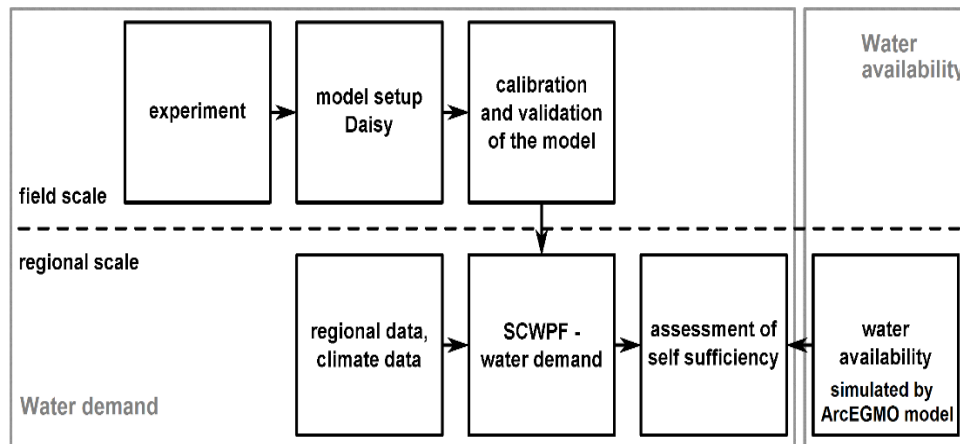 Water
availability
experiment
model setup
Daisy
calibration
and validation
of the model
field scale
regional scale
regional data,
climate data
SCWPF -
water demand
assessment of
self sufficiency
water
availability
simulated by
ArcEGMO model
Water demand